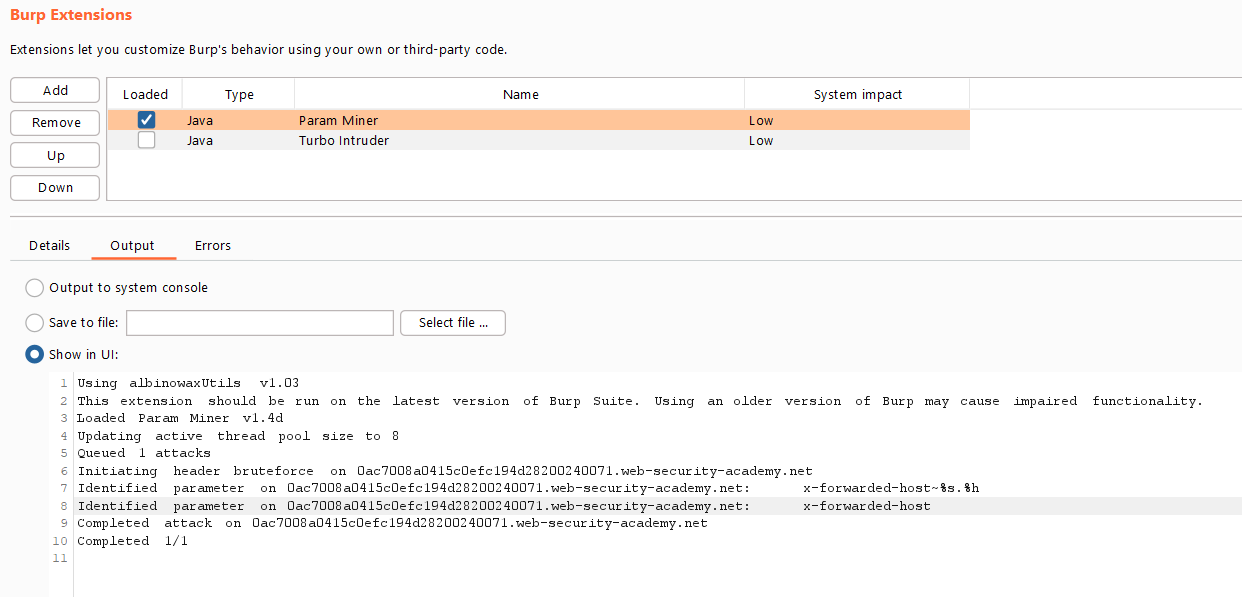 Burp Extensions
Extensions let you customize Burp's behavior using your own or third-party code.
Add
Remove
Up
Down
Loaded Type Name System impact
Java Param Miner Low
Java Turbo Intruder Low
Details Output Errors
Output to system console
Save to file: Select file ...
Show in UI:
1 Using albinowaxUtils v1.03
2 This extension should be run on the latest version of Burp Suite. Using an older version of Burp may cause impaired functionality.
3 Loaded Param Miner v1.4d
4 Updating active thread pool size to 8
5 Queued 1 attacks
6 Initiating header bruteforce on 0ac7008a0415c0efc194d28200240071.web-security-academy.net
7 Identified parameter on 0ac7008a0415c0efc194d28200240071.web-security-academy.net: x-forwarded-host~%s.%h
8 Identified parameter on 0ac7008a0415c0efc194d28200240071.web-security-academy.net: x-forwarded-host
9 Completed attack on 0ac7008a0415c0efc194d28200240071.web-security-academy.net
10 Completed 1/1
11